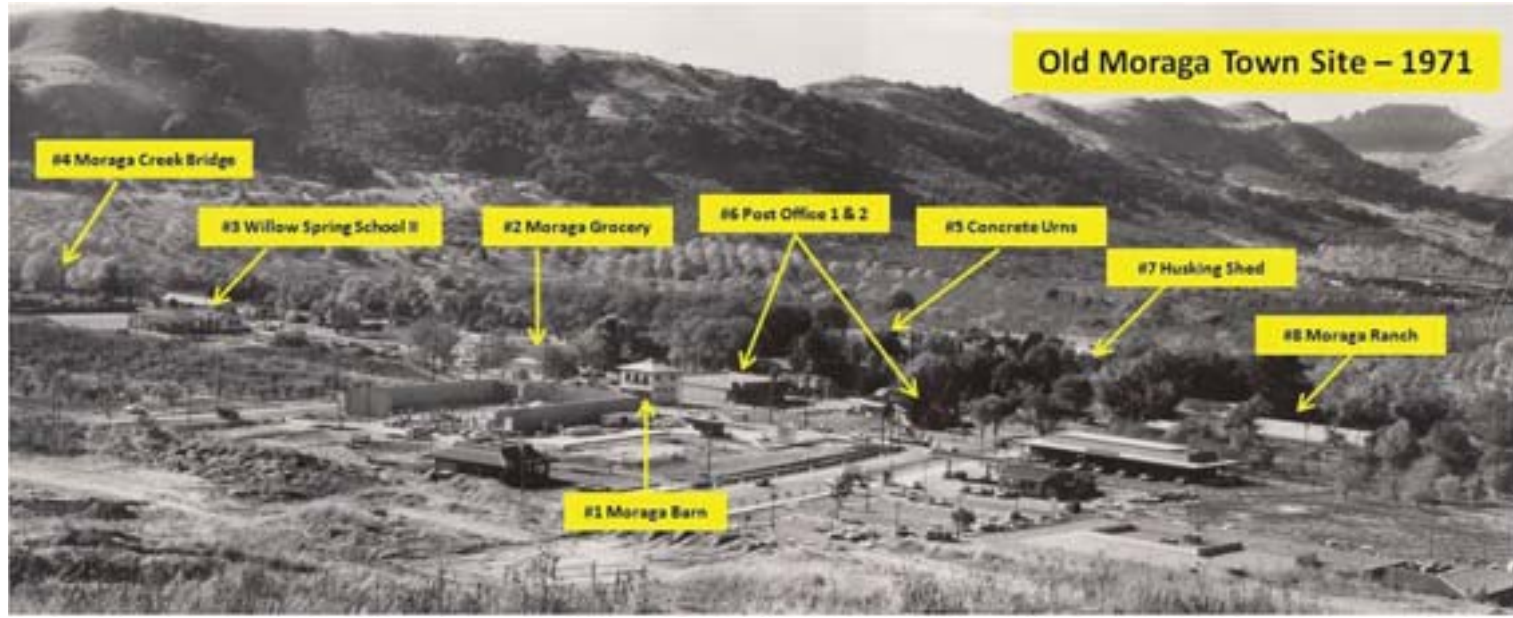 Old Moraga Town Site – 1971
#4 Moraga Creek Bridge
#3 Willow Spring School II
#2 Moraga Grocery
#6 Post Office 1 & 2
#5 Concrete Urns
#7 Husking Shed
#8 Moraga Ranch
#1 Moraga Barn